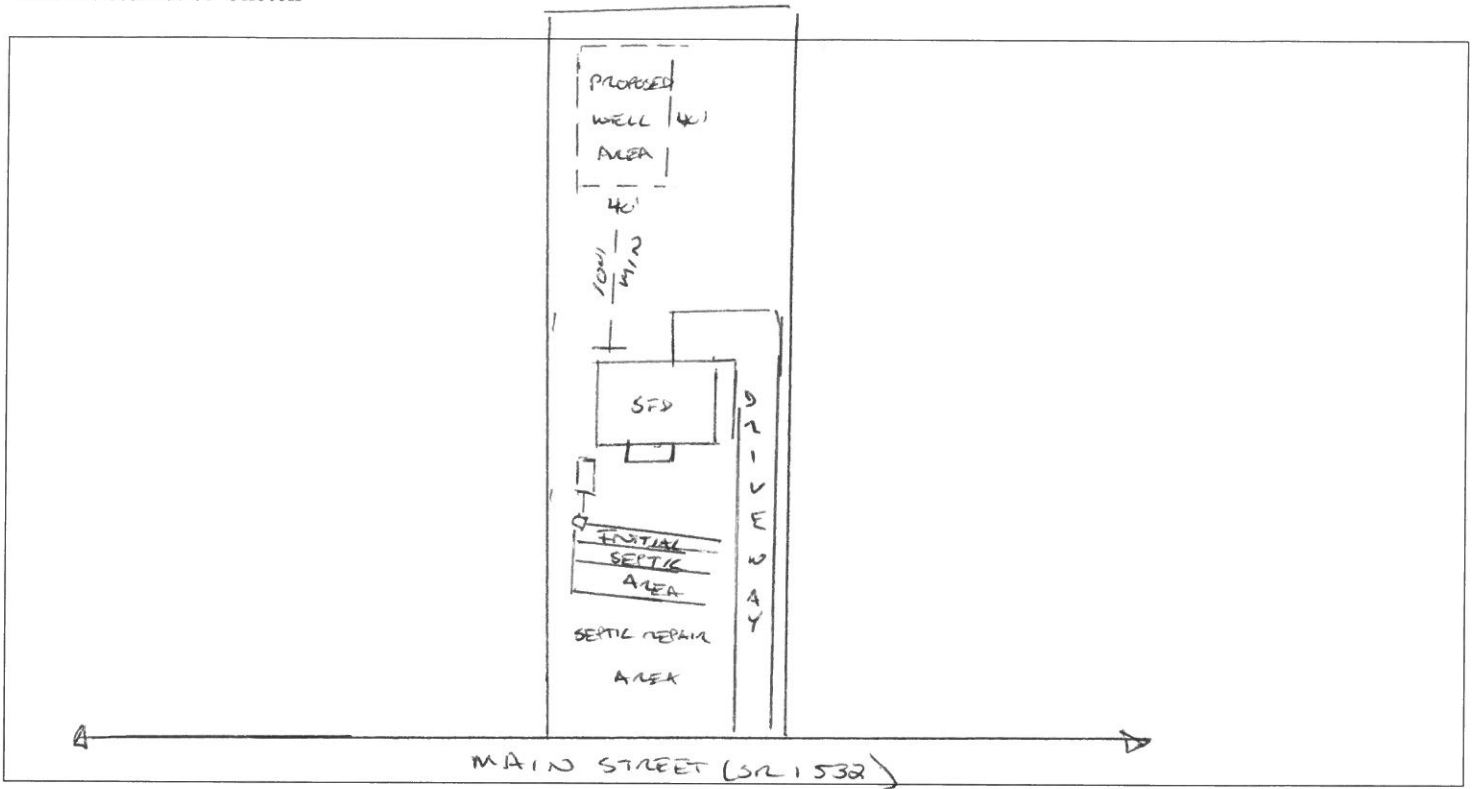 PROPOSED
WELL 40'
AREA
40'
100'
MIN
SFD
DRIVEWAY
INITIAL
SEPTIC
AREA
SEPTIC REPAIR
AREA
MAIN STREET (SR 1532)